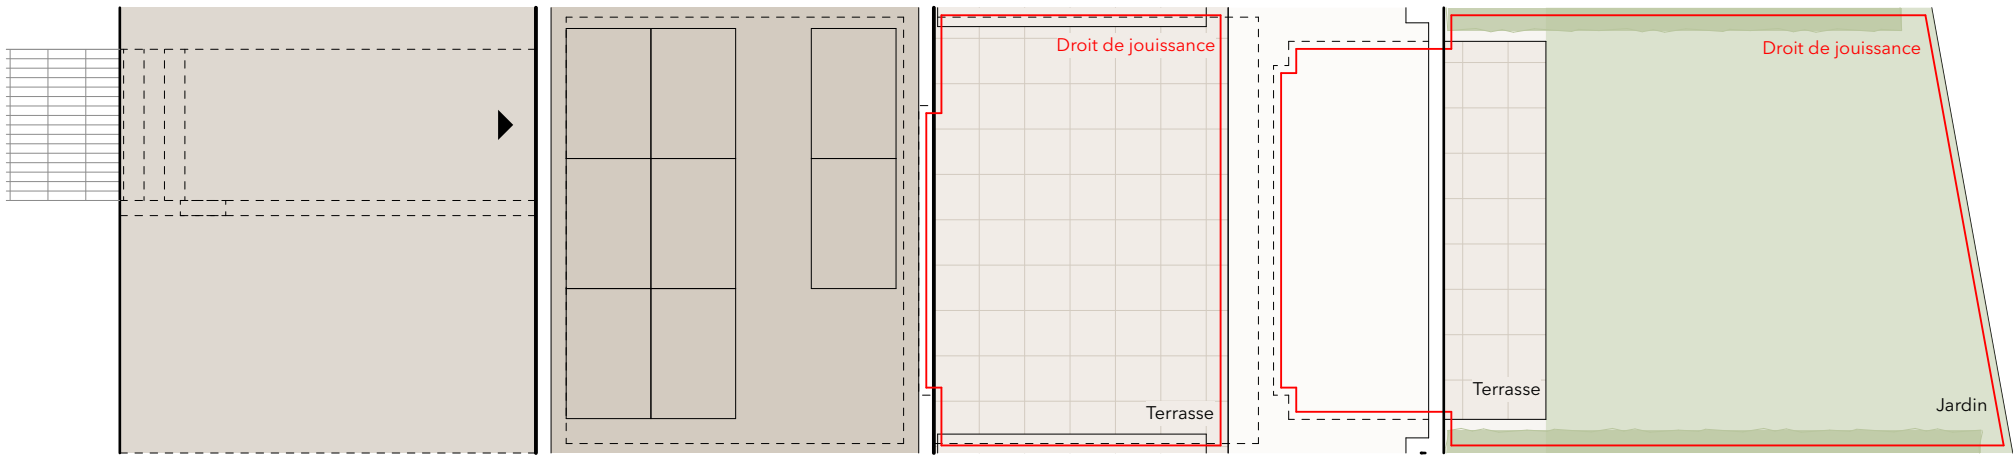 Droit de jouissance
Droit de jouissance
Terrasse
Terrasse
Jardin